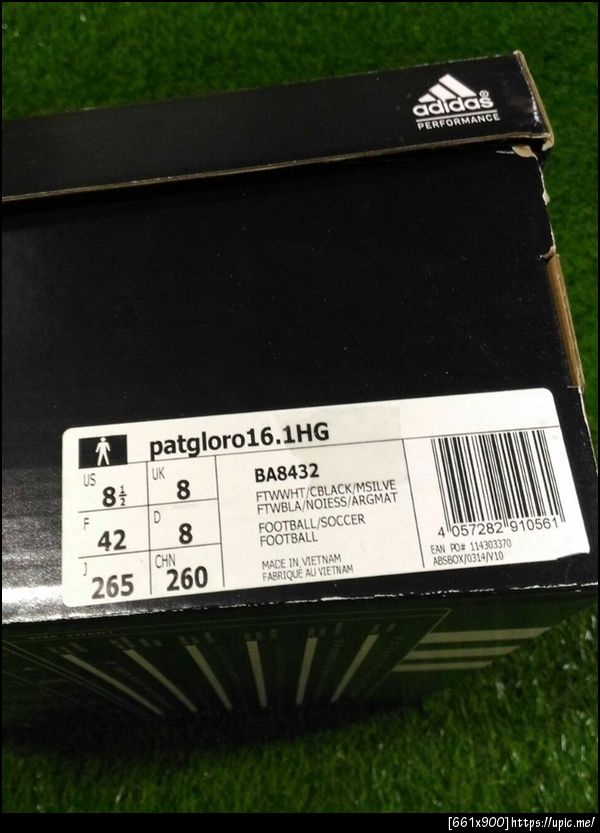 adidas®
PERFORMANCE
patgloro16.1HG
US 8½
UK 8
F 42
D 8
J 265
CHN 260
BA8432
FTWWHT/CBLACK/MSILVE
FTWBLA/NOIESS/ARGMAT
FOOTBALL/SOCCER
FOOTBALL
MADE IN VIETNAM
FABRIQUÉ AU VIETNAM
4 057282 910561
EAN PO# 114303370
ABSBOX/0314/V10
[661x900]https://upic.me/